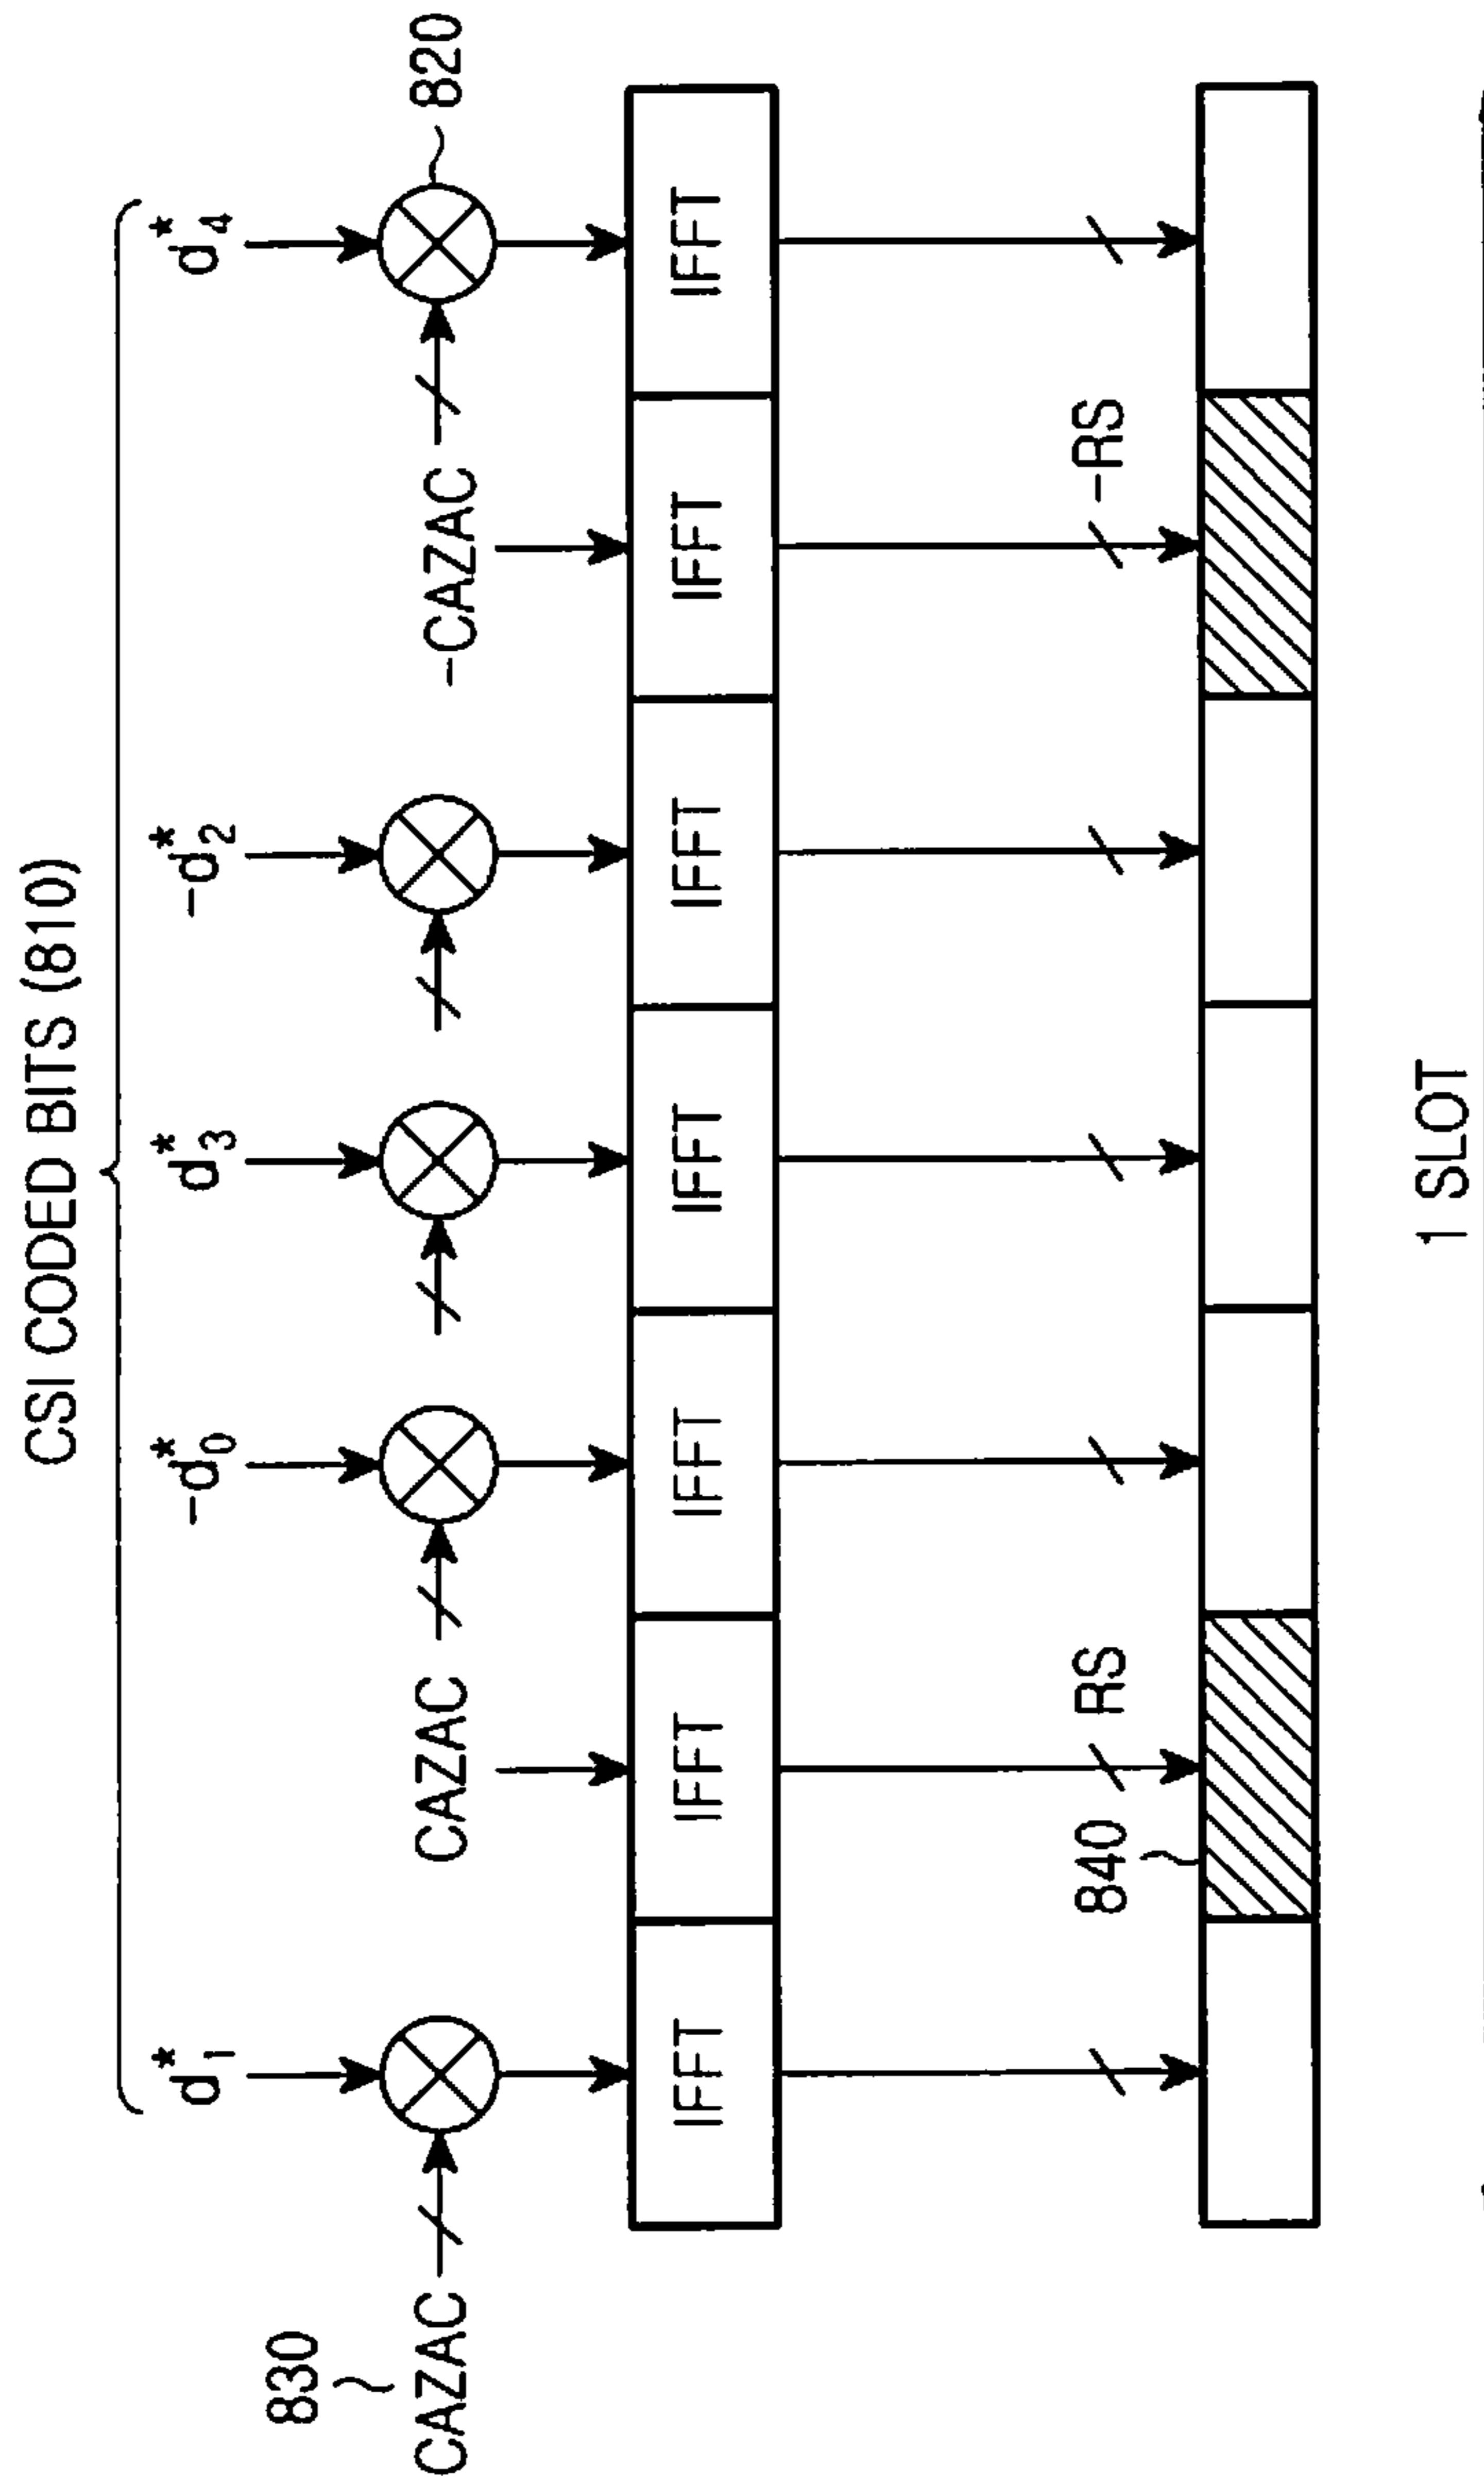 CSI CODED BITS (810)
d*1 -d*0 d*3 -d*2 d*4
830
CAZAC CAZAC -CAZAC 820
IFFT IFFT IFFT IFFT IFFT IFFT IFFT
840 RS -RS
1 SLOT